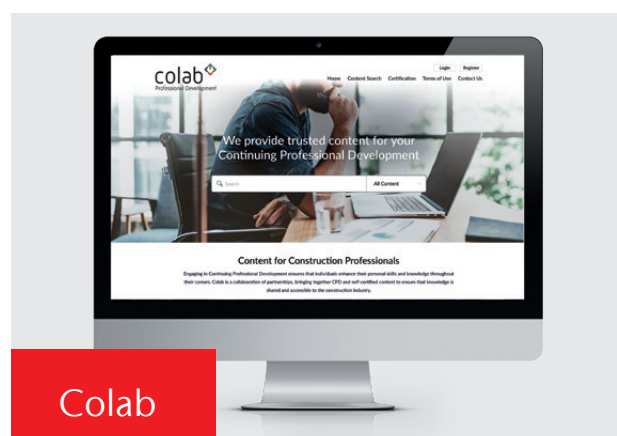 colab
Professional Development
Login Register
Home Content Search Certification Terms of Use Contact Us
We provide trusted content for your
Continuing Professional Development
Search
All Content
Content for Construction Professionals
Engaging in Continuing Professional Development ensures that individuals enhance their personal skills and knowledge throughout
their careers. Colab is a collaboration of partnerships, bringing together CPD and self-certified content to ensure that knowledge is
shared and accessible to the construction industry.
Colab